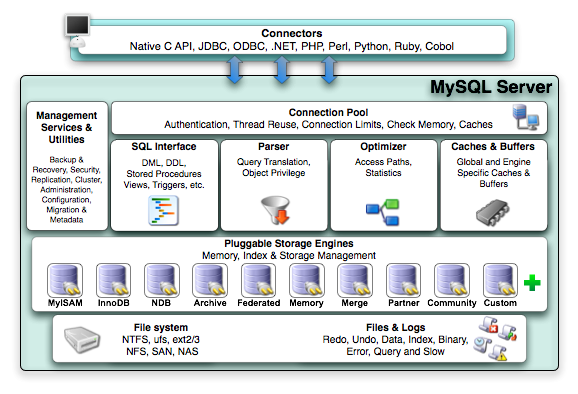 Connectors
Native C API, JDBC, ODBC, .NET, PHP, Perl, Python, Ruby, Cobol
MySQL Server
Management
Services &
Utilities
Backup &
Recovery, Security,
Replication, Cluster,
Administration,
Configuration,
Migration &
Metadata
Connection Pool
Authentication, Thread Reuse, Connection Limits, Check Memory, Caches
SQL Interface
DML, DDL,
Stored Procedures
Views, Triggers, etc.
Parser
Query Translation,
Object Privilege
Optimizer
Access Paths,
Statistics
Caches & Buffers
Global and Engine
Specific Caches &
Buffers
Pluggable Storage Engines
Memory, Index & Storage Management
MyISAM
InnoDB
NDB
Archive
Federated
Memory
Merge
Partner
Community
Custom
File system
NTFS, ufs, ext2/3
NFS, SAN, NAS
Files & Logs
Redo, Undo, Data, Index, Binary,
Error, Query and Slow